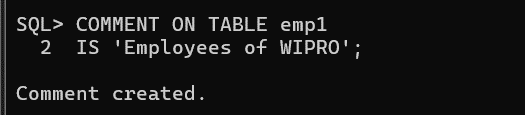 SQL> COMMENT ON TABLE emp1
  2  IS 'Employees of WIPRO';
Comment created.